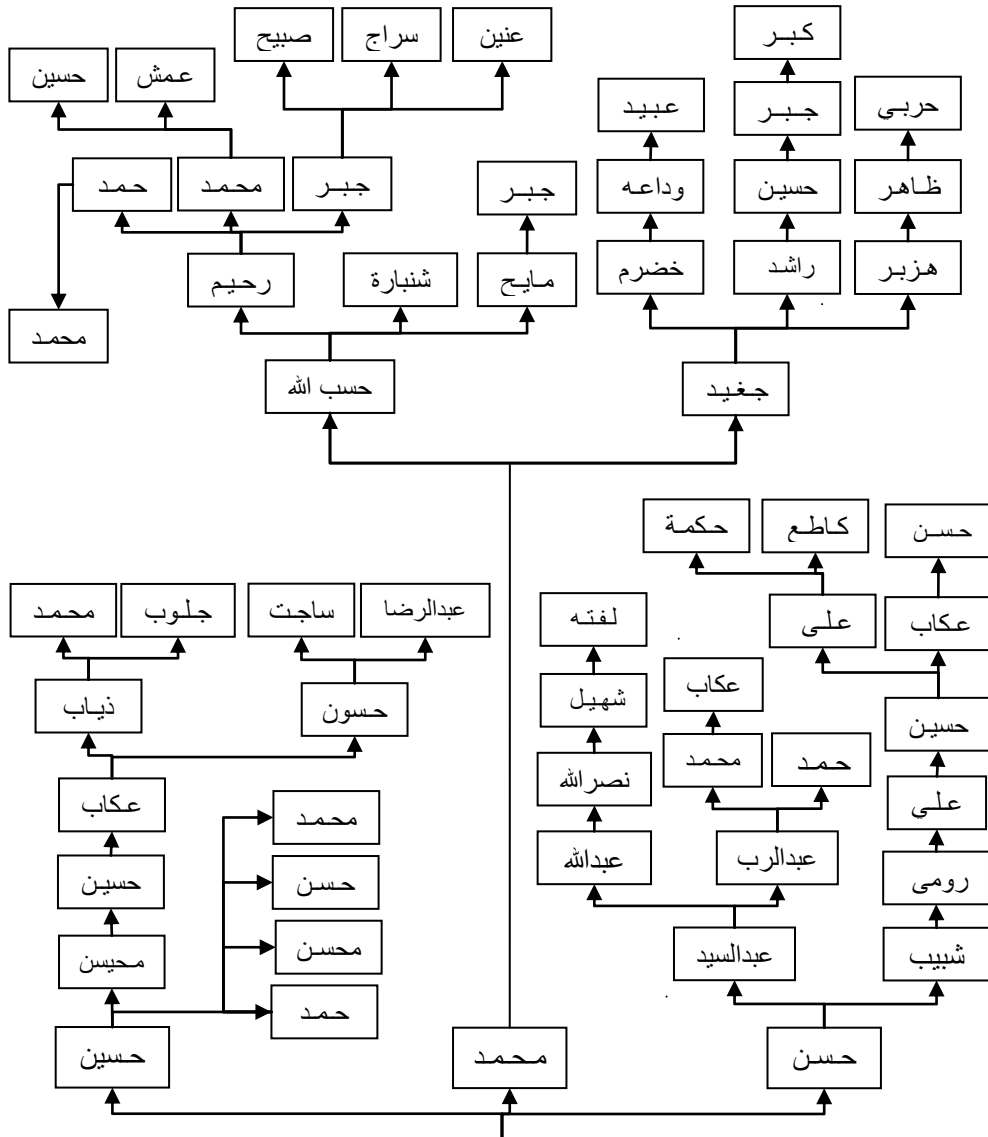 كبر
عنين
سراج
صبيح
حربي
جبر
عبيد
عمش
حسين
ظاهر
حسين
وداعه
جبر
جبر
محمد
حمد
هزبر
راشد
خضرم
مايح
شنبارة
رحيم
محمد
جغيد
حسب الله
حسن
كاطع
حكمة
عكاب
على
لفته
عبدالرضا
ساجت
جلوب
محمد
حسين
عكاب
شهيل
حسون
ذياب
حمد
محمد
نصرالله
علي
عكاب
محمد
رومى
عبدالرب
عبدالله
حسن
حسين
شبيب
عبدالسيد
محسن
محيسن
حمد
حسن
محمد
حسين